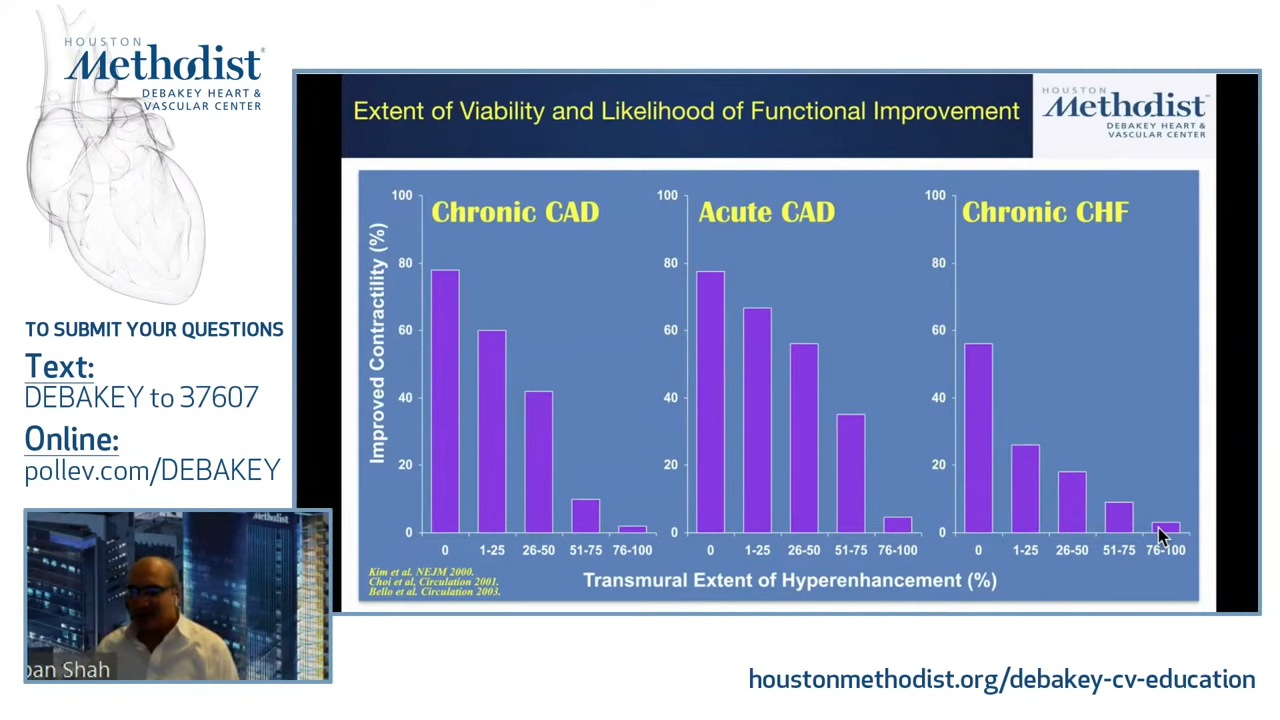 HOUSTON
Methodist
DEBAKEY HEART &
VASCULAR CENTER
TO SUBMIT YOUR QUESTIONS
Text:
DEBAKEY to 37607
Online:
pollev.com/DEBAKEY
Methodist
pan Shah
Extent of Viability and Likelihood of Functional Improvement
HOUSTON
Methodist
DEBAKEY HEART &
VASCULAR CENTER
Improved Contractility (%)
Chronic CAD
100
80
60
40
20
0
0 1-25 26-50 51-75 76-100
Acute CAD
100
80
60
40
20
0
0 1-25 26-50 51-75 76-100
Chronic CHF
100
80
60
40
20
0
0 1-25 26-50 51-75 76-100
Kim et al. NEJM 2000.
Choi et al, Circulation 2001.
Bello et al. Circulation 2003.
Transmural Extent of Hyperenhancement (%)
houstonmethodist.org/debakey-cv-education